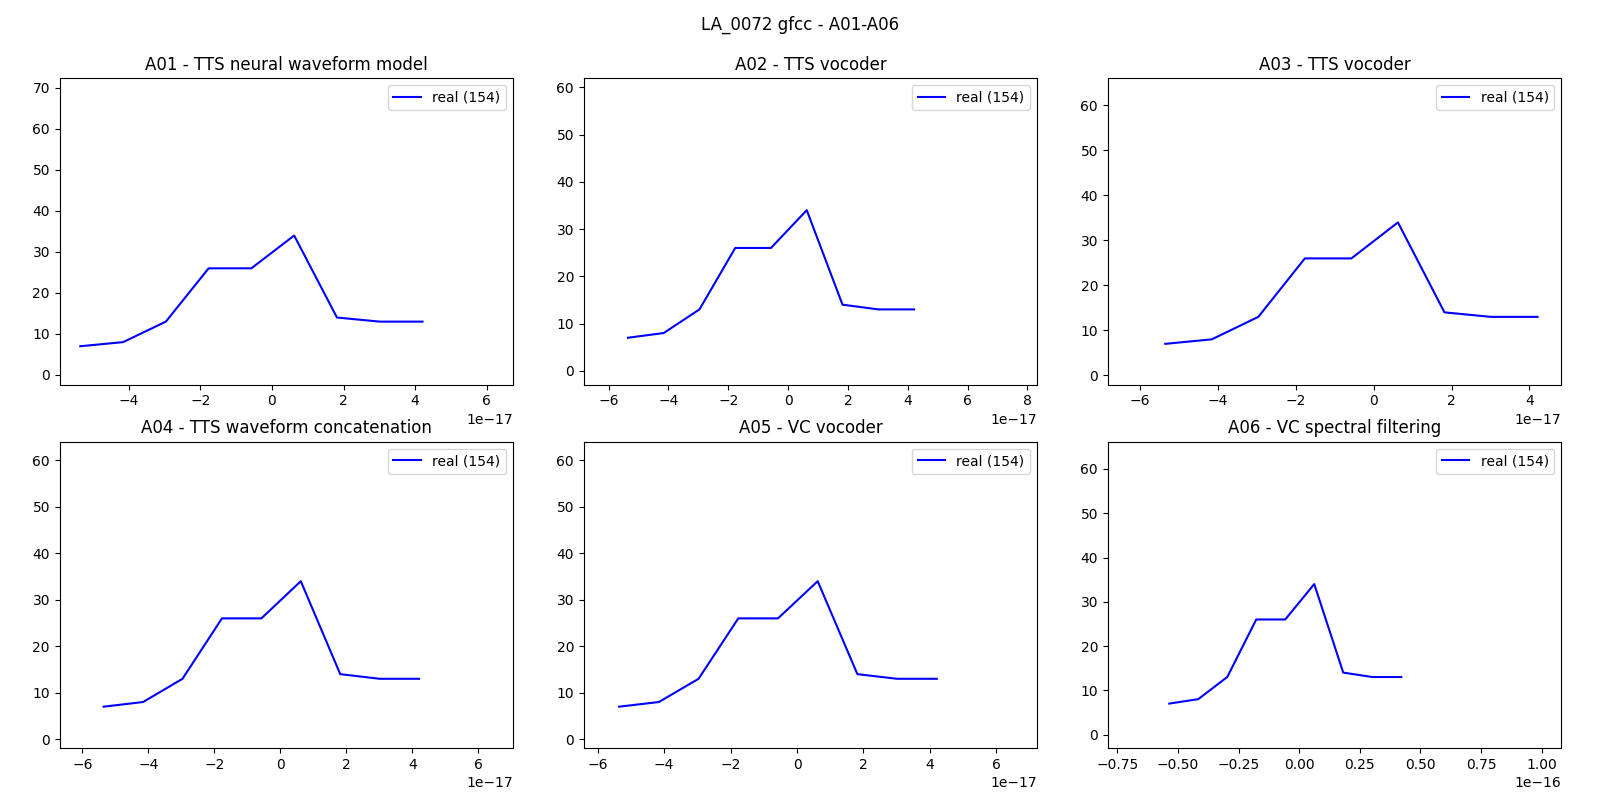 LA_0072 gfcc - A01-A06
A01 - TTS neural waveform model
real (154)
70
60
50
40
30
20
10
0
−4 −2 0 2 4 6
1e−17
A02 - TTS vocoder
real (154)
60
50
40
30
20
10
0
−6 −4 −2 0 2 4 6 8
1e−17
A03 - TTS vocoder
real (154)
60
50
40
30
20
10
0
−6 −4 −2 0 2 4
1e−17
A04 - TTS waveform concatenation
real (154)
60
50
40
30
20
10
0
−6 −4 −2 0 2 4 6
1e−17
A05 - VC vocoder
real (154)
60
50
40
30
20
10
0
−6 −4 −2 0 2 4 6
1e−17
A06 - VC spectral filtering
real (154)
60
50
40
30
20
10
0
−0.75 −0.50 −0.25 0.00 0.25 0.50 0.75 1.00
1e−16